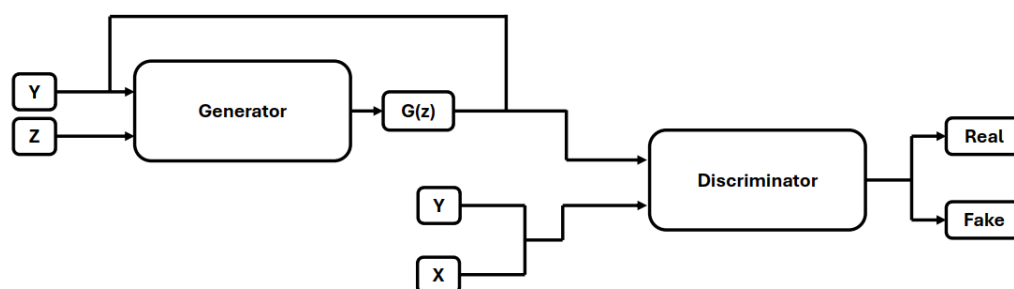 Y
Z
Generator
G(z)
Y
X
Discriminator
Real
Fake